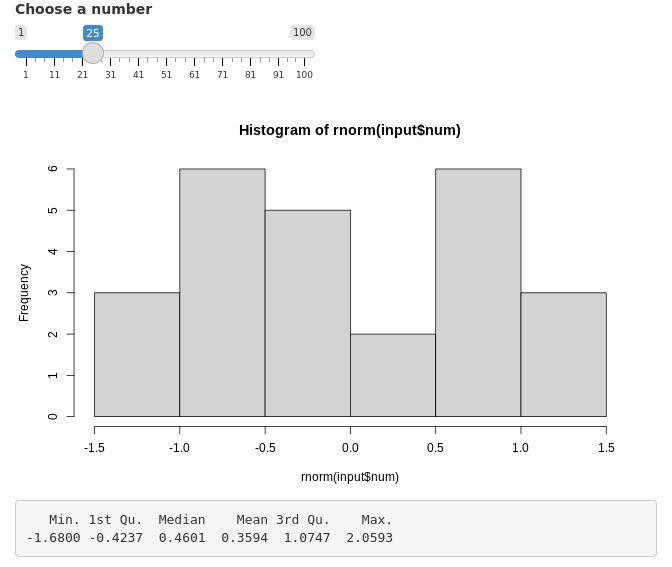 Choose a number
1 25 100
1 11 21 31 41 51 61 71 81 91 100
Histogram of rnorm(input$num)
Frequency
6
5
4
3
2
1
0
-1.5 -1.0 -0.5 0.0 0.5 1.0 1.5
rnorm(input$num)
Min. 1st Qu. Median Mean 3rd Qu. Max.
-1.6800 -0.4237 0.4601 0.3594 1.0747 2.0593